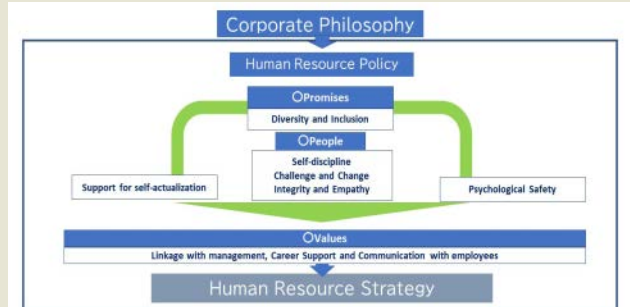 Corporate Philosophy
Human Resource Policy
○Promises
Diversity and Inclusion
○People
Self-discipline
Challenge and Change
Integrity and Empathy
Support for self-actualization
Psychological Safety
○Values
Linkage with management, Career Support and Communication with employees
Human Resource Strategy